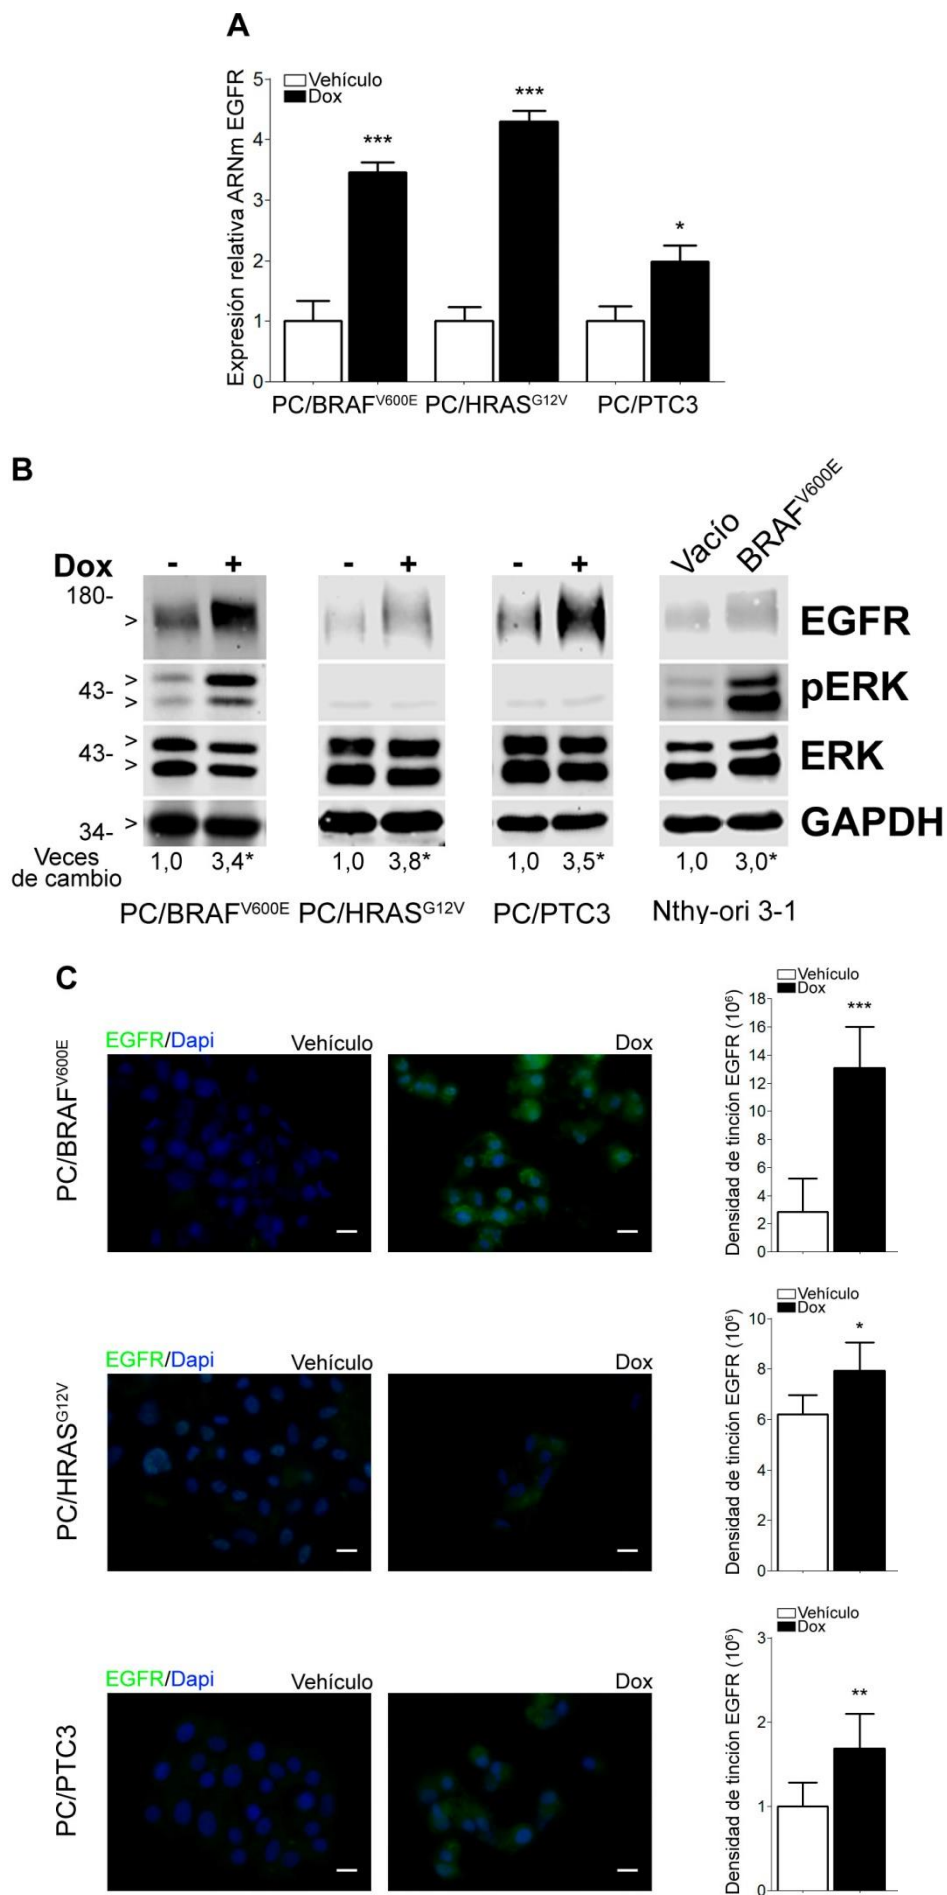 A
Expresión relativa ARNm EGFR
5
4
3
2
1
0
Vehículo
Dox
***
***
*
PC/BRAFV600E PC/HRASG12V PC/PTC3
B
Vacío
BRAFV600E
Dox - + - + - +
180-
>
EGFR
43-
>
>
pERK
43-
>
>
ERK
34-
>
GAPDH
Veces
de cambio
1,0 3,4* 1,0 3,8* 1,0 3,5* 1,0 3,0*
PC/BRAFV600E PC/HRASG12V PC/PTC3 Nthy-ori 3-1
C
PC/BRAFV600E
EGFR/Dapi Vehículo Dox
Vehículo
Dox
Densidad de tinción EGFR (10⁶)
18
16
14
12
10
8
6
4
2
0
***
PC/HRASG12V
EGFR/Dapi Vehículo Dox
Vehículo
Dox
Densidad de tinción EGFR (10⁶)
10
8
6
4
2
0
*
PC/PTC3
EGFR/Dapi Vehículo Dox
Vehículo
Dox
Densidad de tinción EGFR (10⁶)
3
2
1
0
**